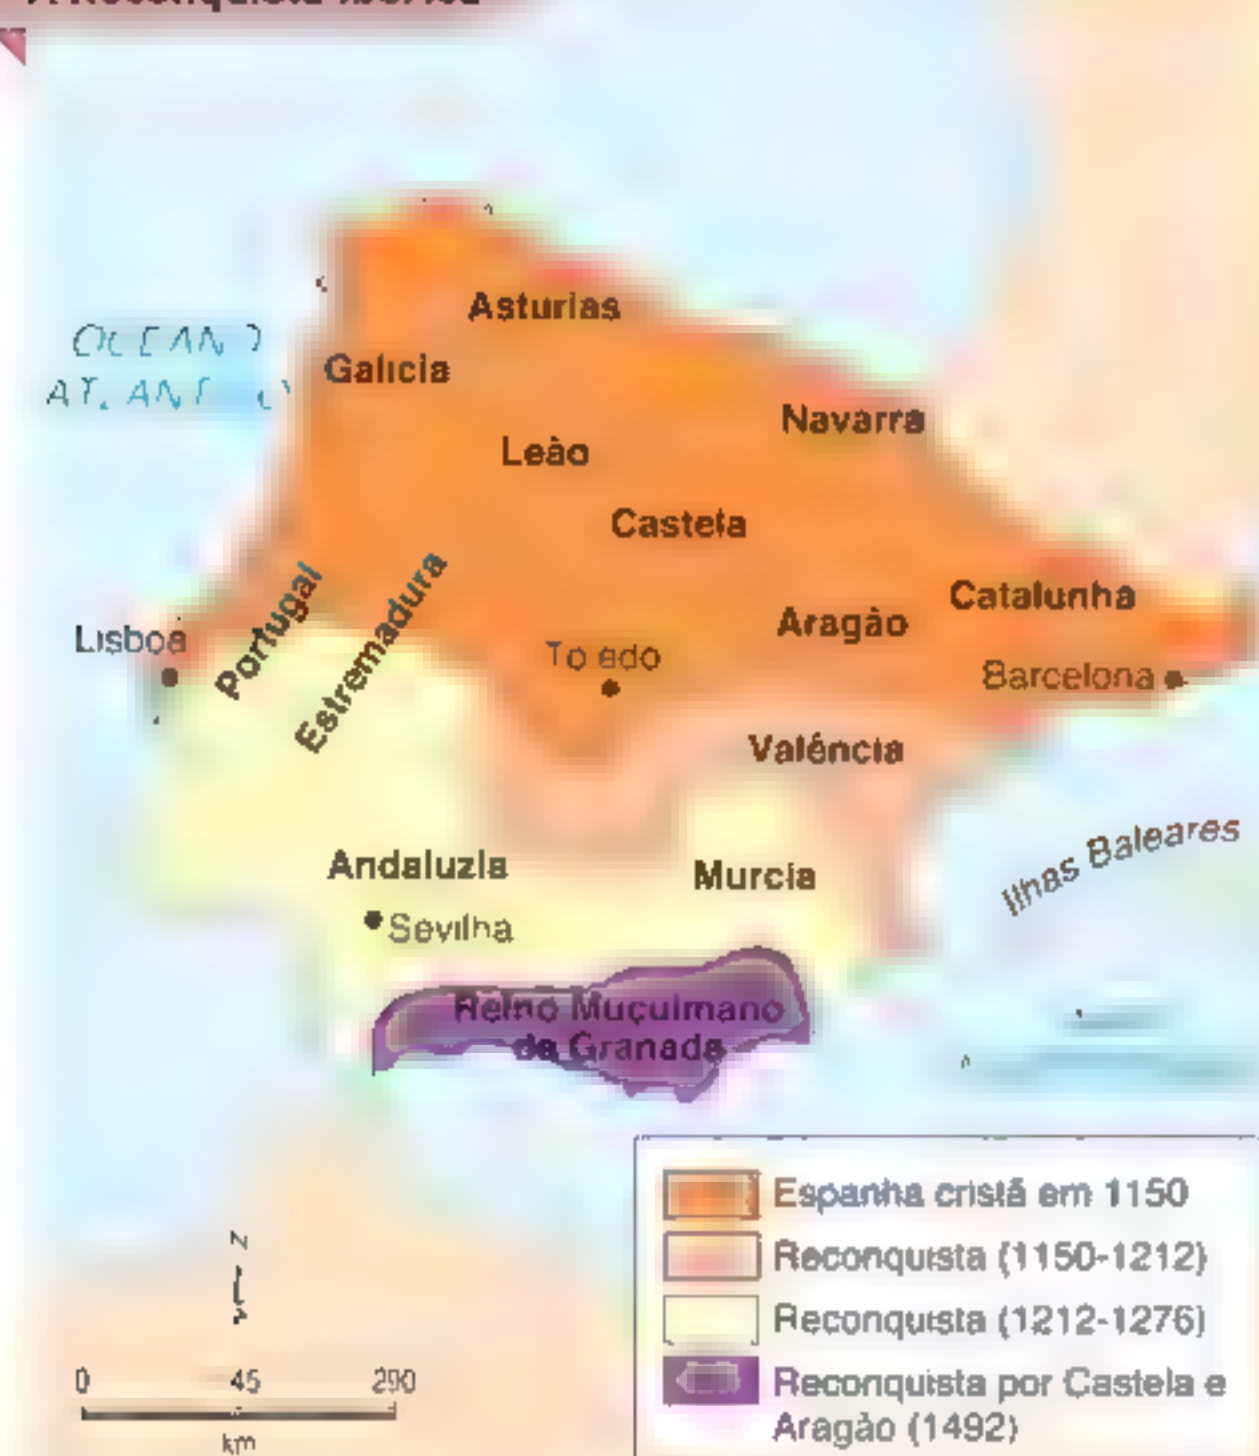 Asturias
Galicia
Navarra
Leão
Castela
Portugal
Estremadura
Catalunha
Aragão
Lisboa
To edo
Barcelona
Valência
Ilhas Baleares
Andaluzia
Murcia
Sevilha
Reino Muçulmano
de Granada
Espanha cristã em 1150
Reconquista (1150-1212)
Reconquista (1212-1276)
Reconquista por Castela e
Aragão (1492)
0 45 290
km